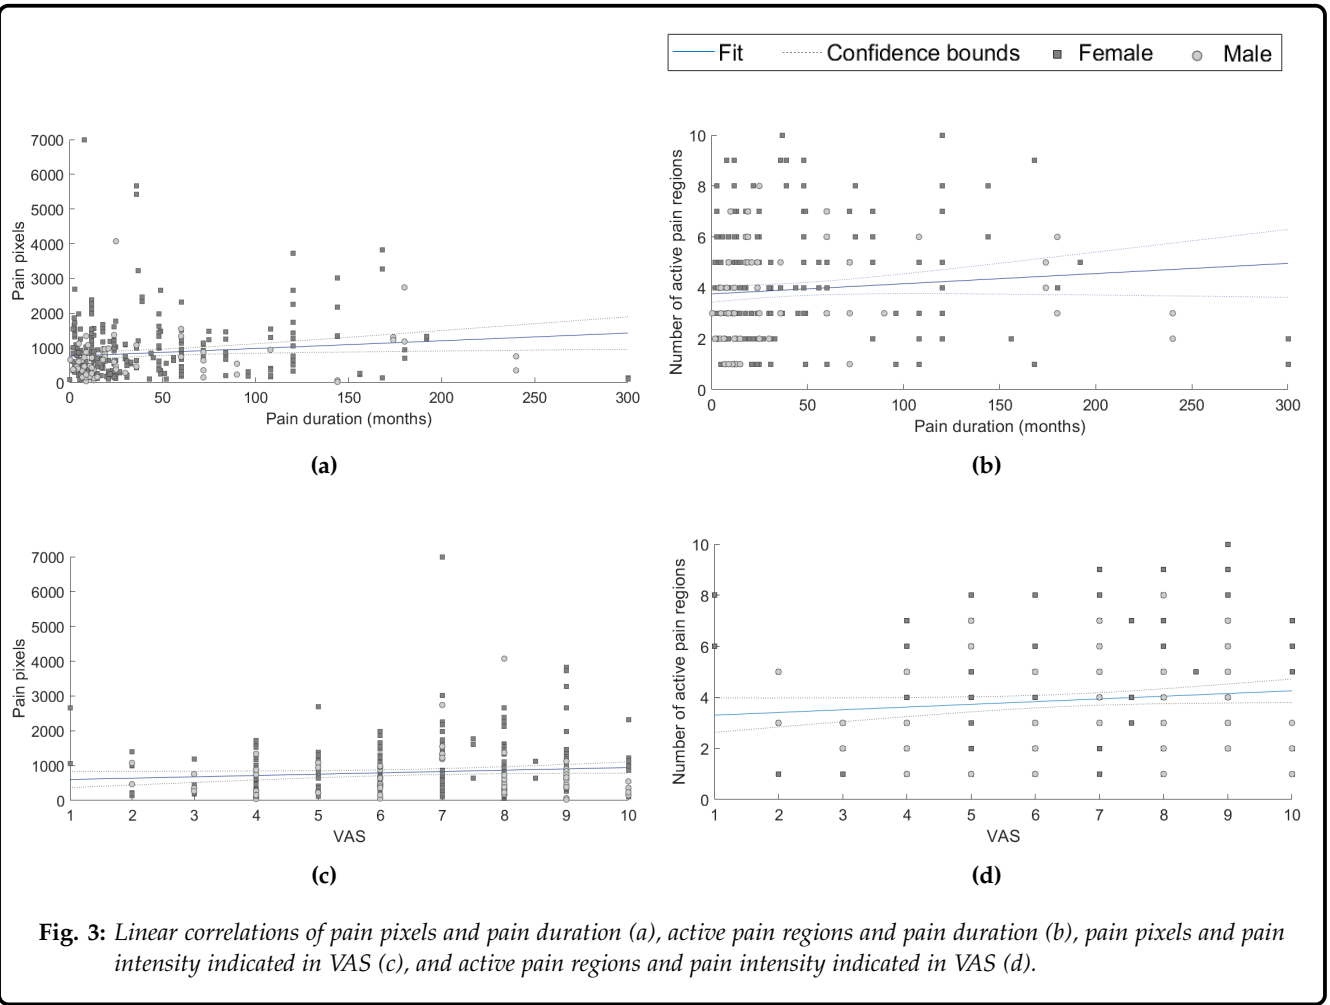 Fit Confidence bounds Female Male
7000
6000
5000
4000
3000
2000
1000
0
Pain pixels
0 50 100 150 200 250 300
Pain duration (months)
(a)
10
8
6
4
2
0
Number of active pain regions
0 50 100 150 200 250 300
Pain duration (months)
(b)
7000
6000
5000
4000
3000
2000
1000
0
Pain pixels
1 2 3 4 5 6 7 8 9 10
VAS
(c)
10
8
6
4
2
0
Number of active pain regions
1 2 3 4 5 6 7 8 9 10
VAS
(d)
Fig. 3: Linear correlations of pain pixels and pain duration (a), active pain regions and pain duration (b), pain pixels and pain
intensity indicated in VAS (c), and active pain regions and pain intensity indicated in VAS (d).